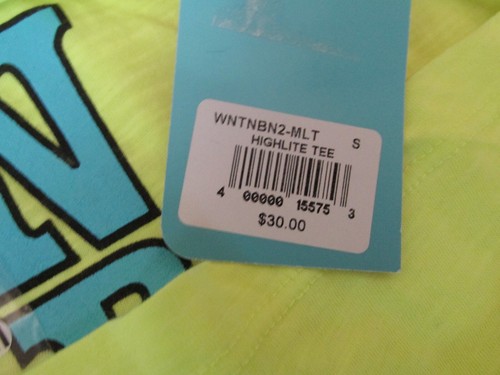 WNTNBN2-MLT S
HIGHLITE TEE
4 00000 15575 3
$30.00